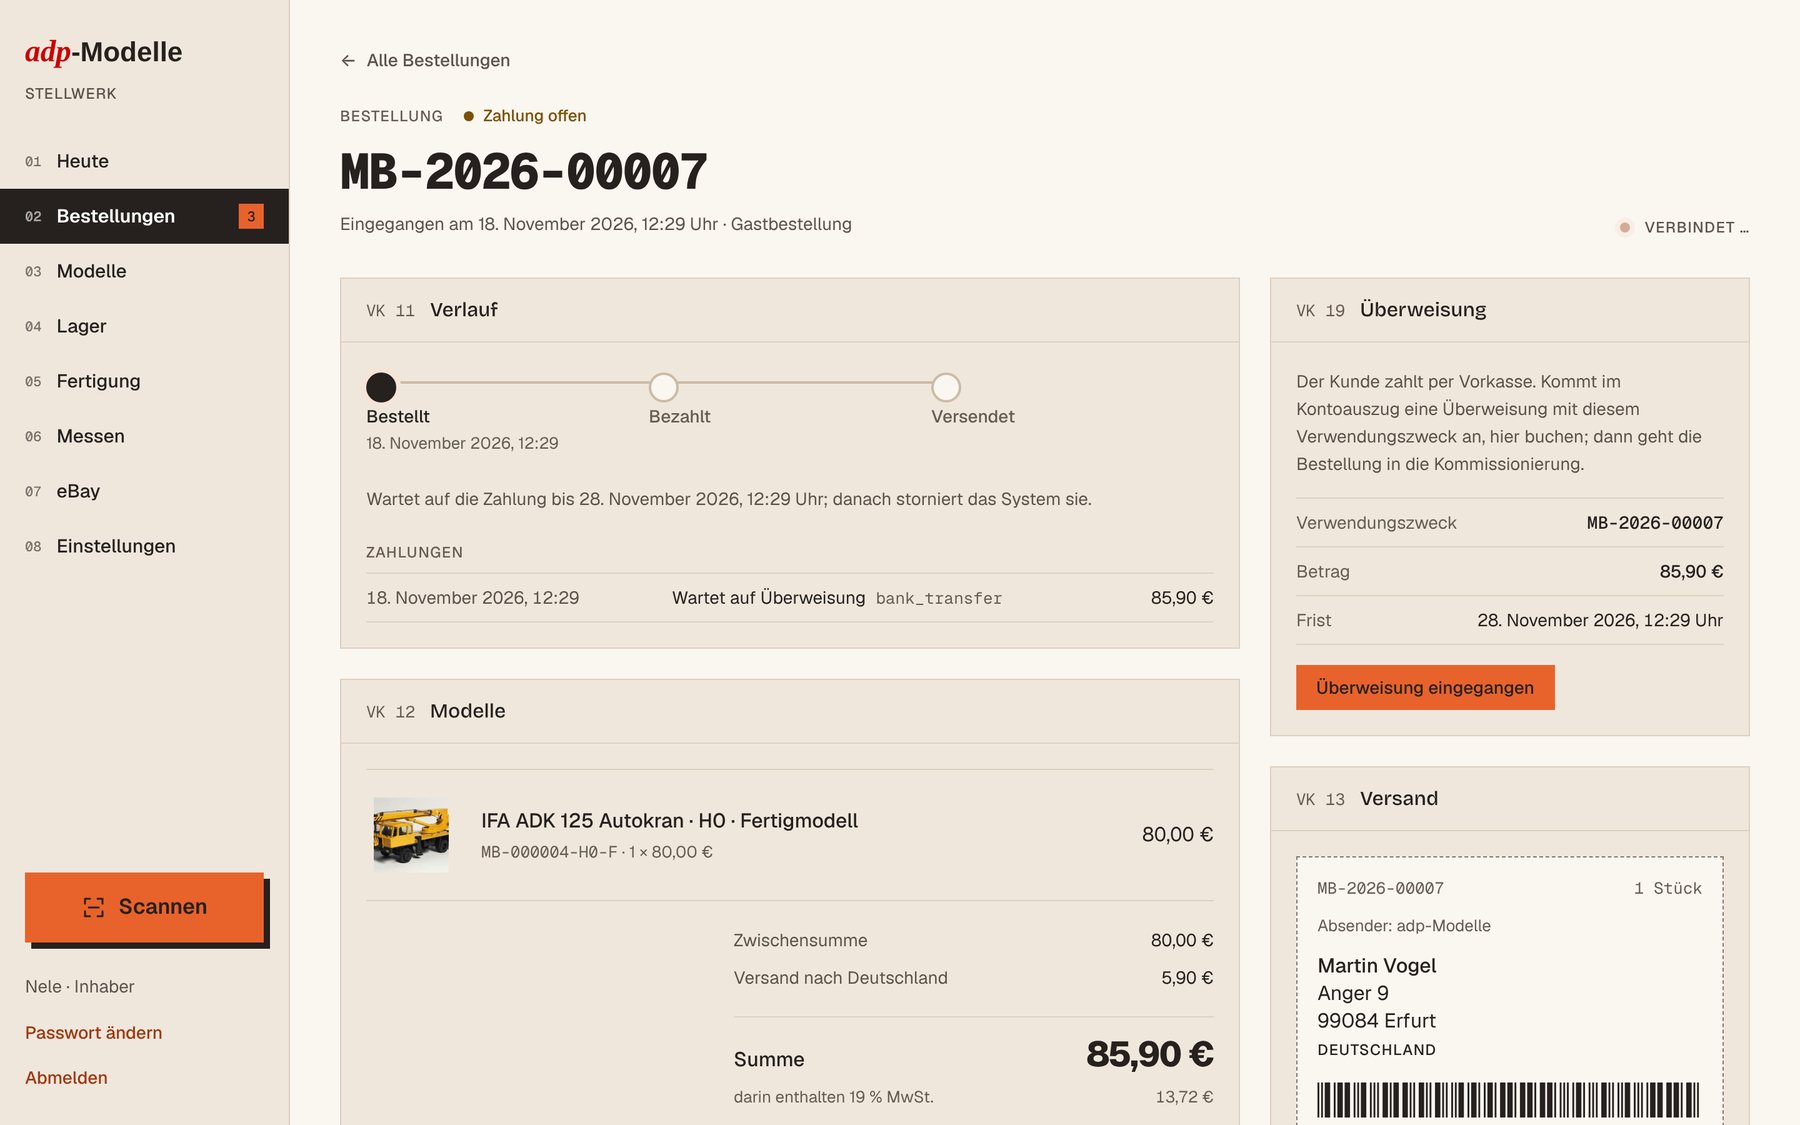 adp-Modelle
STELLWERK
01 Heute
02 Bestellungen 3
03 Modelle
04 Lager
05 Fertigung
06 Messen
07 eBay
08 Einstellungen
Scannen
Nele · Inhaber
Passwort ändern
Abmelden
← Alle Bestellungen
BESTELLUNG Zahlung offen
MB-2026-00007
Eingegangen am 18. November 2026, 12:29 Uhr · Gastbestellung
VERBINDET …
VK 11 Verlauf
Bestellt Bezahlt Versendet
18. November 2026, 12:29
Wartet auf die Zahlung bis 28. November 2026, 12:29 Uhr; danach storniert das System sie.
ZAHLUNGEN
18. November 2026, 12:29 Wartet auf Überweisung bank_transfer 85,90 €
VK 12 Modelle
IFA ADK 125 Autokran · H0 · Fertigmodell 80,00 €
MB-000004-H0-F · 1 × 80,00 €
Zwischensumme 80,00 €
Versand nach Deutschland 5,90 €
Summe 85,90 €
darin enthalten 19 % MwSt. 13,72 €
VK 19 Überweisung
Der Kunde zahlt per Vorkasse. Kommt im
Kontoauszug eine Überweisung mit diesem
Verwendungszweck an, hier buchen; dann geht die
Bestellung in die Kommissionierung.
Verwendungszweck MB-2026-00007
Betrag 85,90 €
Frist 28. November 2026, 12:29 Uhr
Überweisung eingegangen
VK 13 Versand
MB-2026-00007 1 Stück
Absender: adp-Modelle
Martin Vogel
Anger 9
99084 Erfurt
DEUTSCHLAND